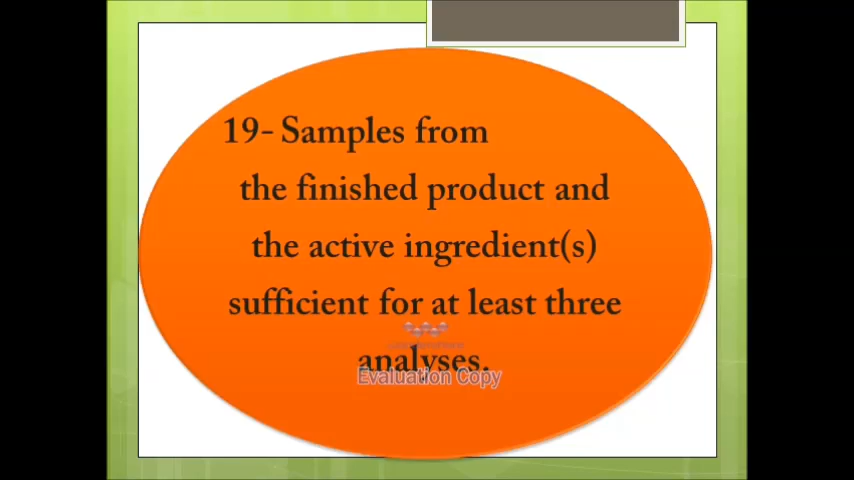 19- Samples from
the finished product and
the active ingredient(s)
sufficient for at least three
analyses.
Evaluation Copy